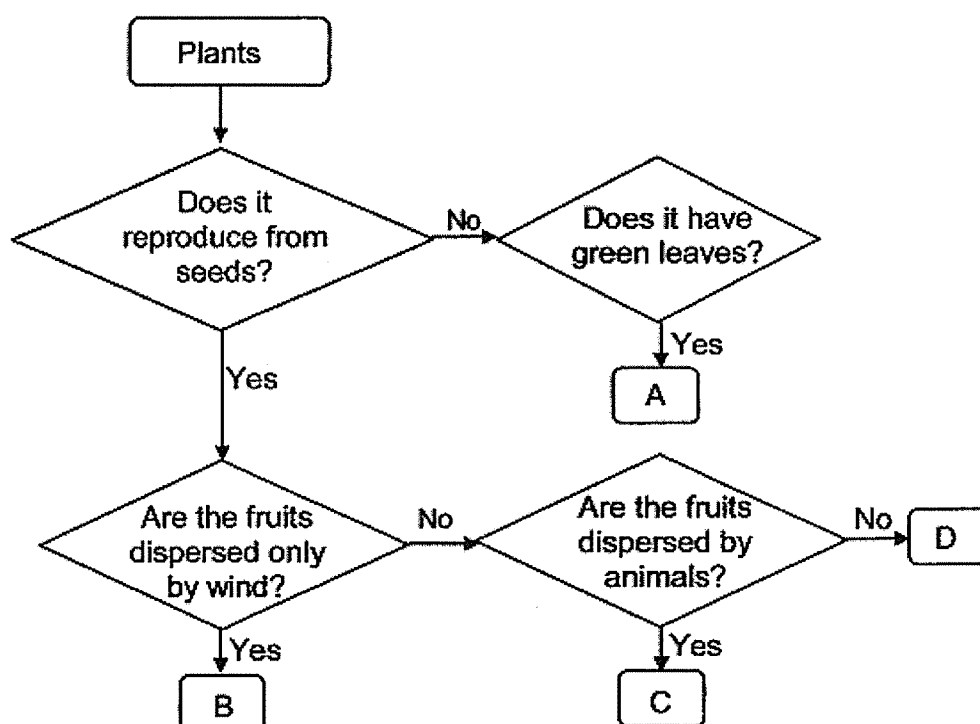 Plants
Does it
reproduce from
seeds?
No
Does it have
green leaves?
Yes
A
Yes
Are the fruits
dispersed only
by wind?
No
Are the fruits
dispersed by
animals?
No
D
Yes
B
Yes
C